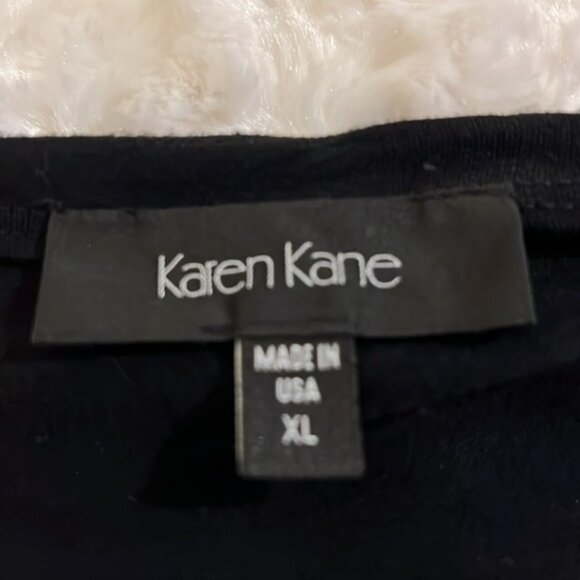 Karen Kane
MADE IN
USA
XL